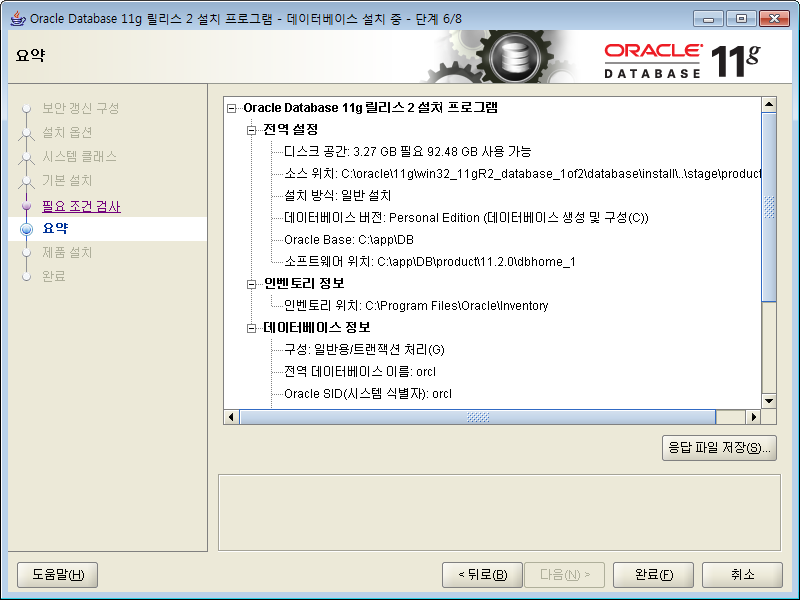 Oracle Database 11g 릴리스 2 설치 프로그램 - 데이터베이스 설치 중 - 단계 6/8
요약
ORACLE
DATABASE 11g
보안 갱신 구성
설치 옵션
시스템 클래스
기본 설치
필요 조건 검사
요약
제품 설치
완료
Oracle Database 11g 릴리스 2 설치 프로그램
전역 설정
디스크 공간: 3.27 GB 필요 92.48 GB 사용 가능
소스 위치: C:\oracle\11g\win32_11gR2_database_1of2\database\install\..\stage\product
설치 방식: 일반 설치
데이터베이스 버전: Personal Edition (데이터베이스 생성 및 구성(C))
Oracle Base: C:\app\DB
소프트웨어 위치: C:\app\DB\product\11.2.0\dbhome_1
인벤토리 정보
인벤토리 위치: C:\Program Files\Oracle\Inventory
데이터베이스 정보
구성: 일반용/트랜잭션 처리(G)
전역 데이터베이스 이름: orcl
Oracle SID(시스템 식별자): orcl
응답 파일 저장(S)...
도움말(H)
< 뒤로(B)
다음(N) >
완료(F)
취소